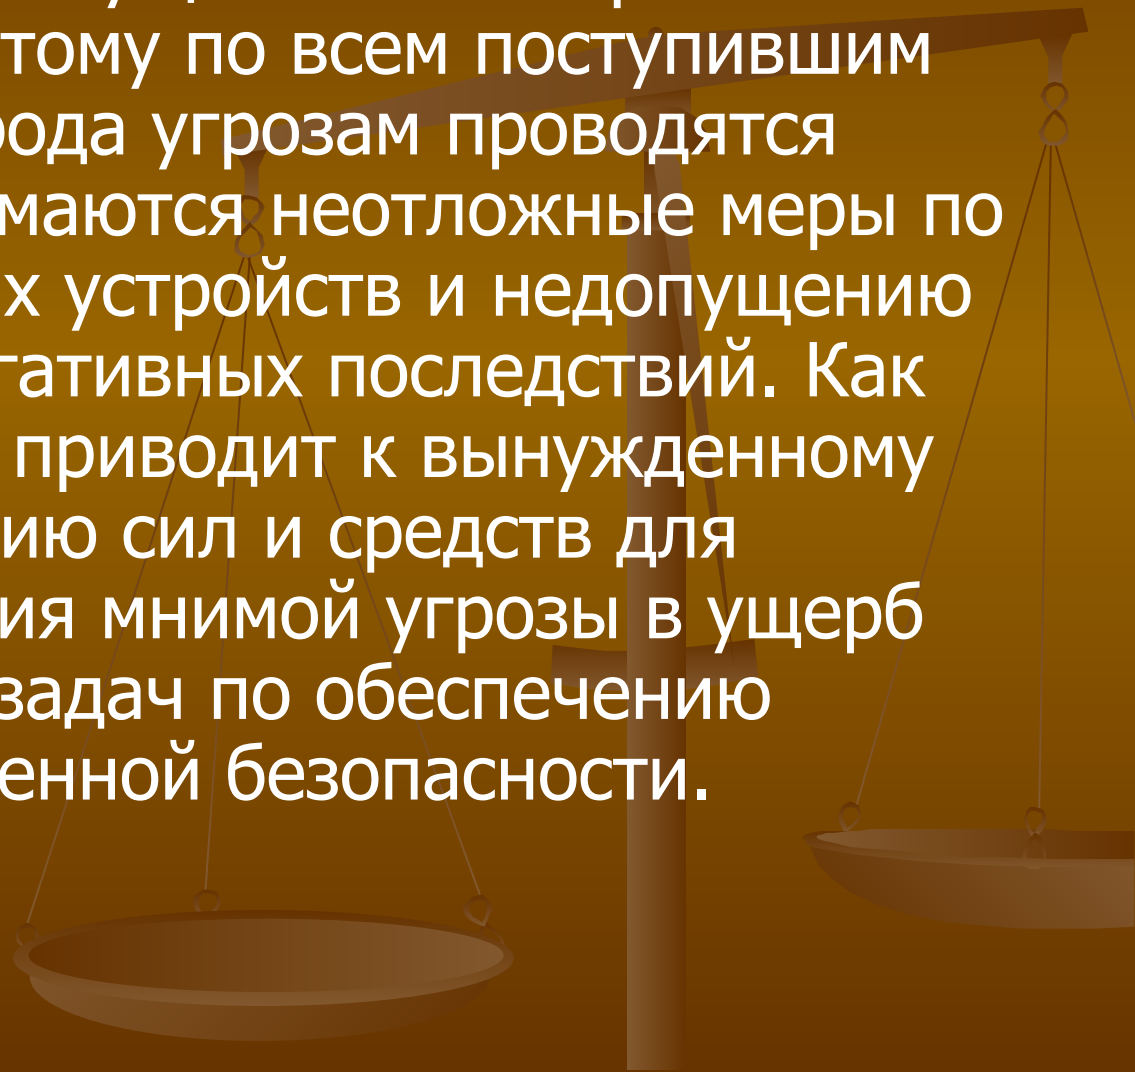 тому по всем поступившим
рода угрозам проводятся
маются неотложные меры по
х устройств и недопущению
гативных последствий. Как
приводит к вынужденному
ию сил и средств для
ия мнимой угрозы в ущерб
задач по обеспечению
енной безопасности.